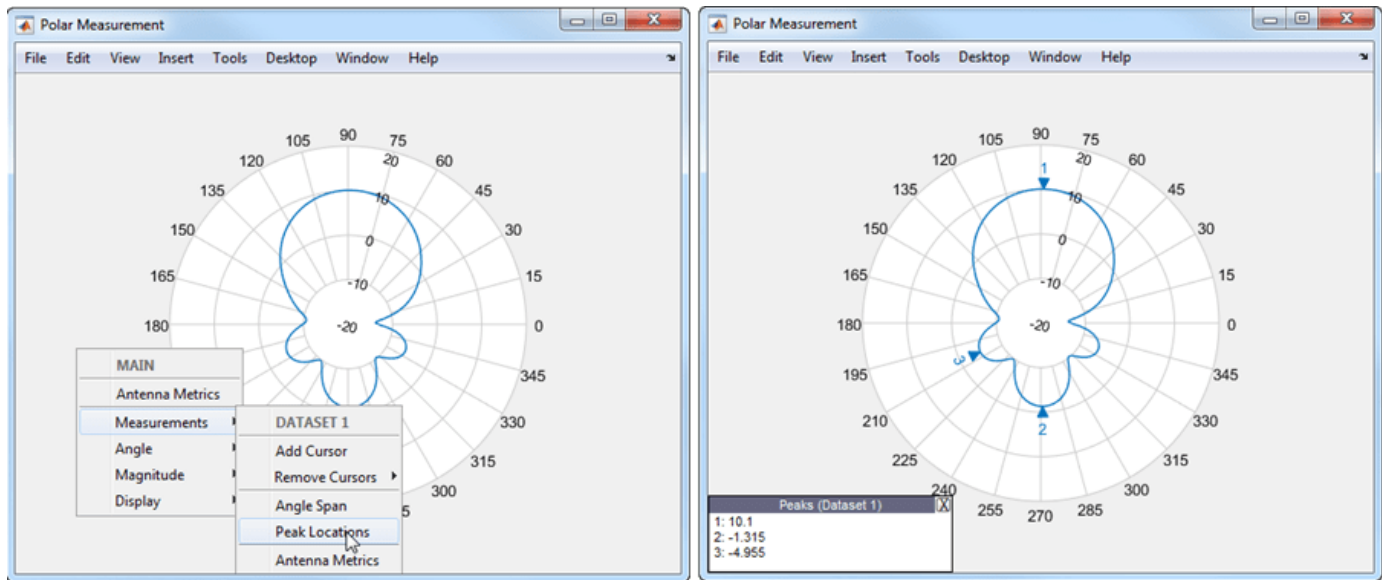 Polar Measurement
File Edit View Insert Tools Desktop Window Help
90
105 75
120 20 60
135 10 45
150 0 30
165 -10 15
180 -20 0
345
330
315
300
5
MAIN
Antenna Metrics
Measurements
Angle
Magnitude
Display
DATASET 1
Add Cursor
Remove Cursors
Angle Span
Peak Locations
Antenna Metrics
Polar Measurement
File Edit View Insert Tools Desktop Window Help
90
105 75
120 1 20 60
135 10 45
150 0 30
165 -10 15
180 -20 0
195 3 345
210 2 330
225 315
240 300
255 285
270
Peaks (Dataset 1) X
1: 10.1
2: -1.315
3: -4.955